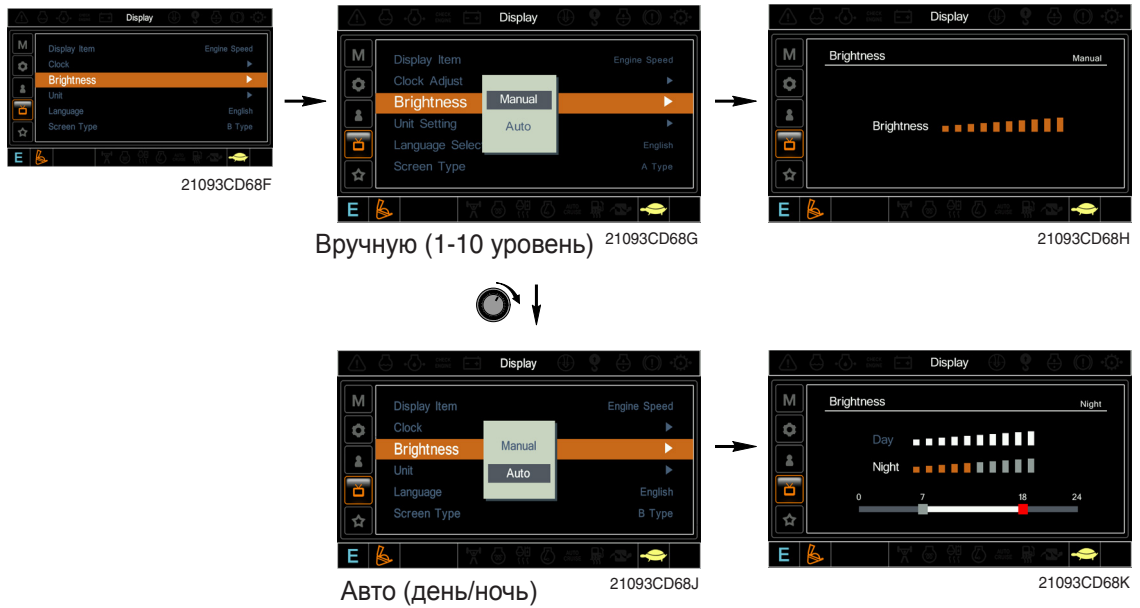 Display
M
Display Item Engine Speed
Clock
Brightness
Unit
Language English
Screen Type B Type
E
21093CD68F
Display
M
Display Item Engine Speed
Clock Adjust
Brightness
Manual
Auto
Unit Setting
Language Selec English
Screen Type A Type
E
Вручную (1-10 уровень) 21093CD68G
Display
M
Brightness Manual
Brightness
E
21093CD68H
Display
M
Display Item Engine Speed
Clock
Brightness
Manual
Auto
Unit
Language English
Screen Type B Type
E
Авто (день/ночь) 21093CD68J
Display
M
Brightness Night
Day
Night
0 7 18 24
E
21093CD68K